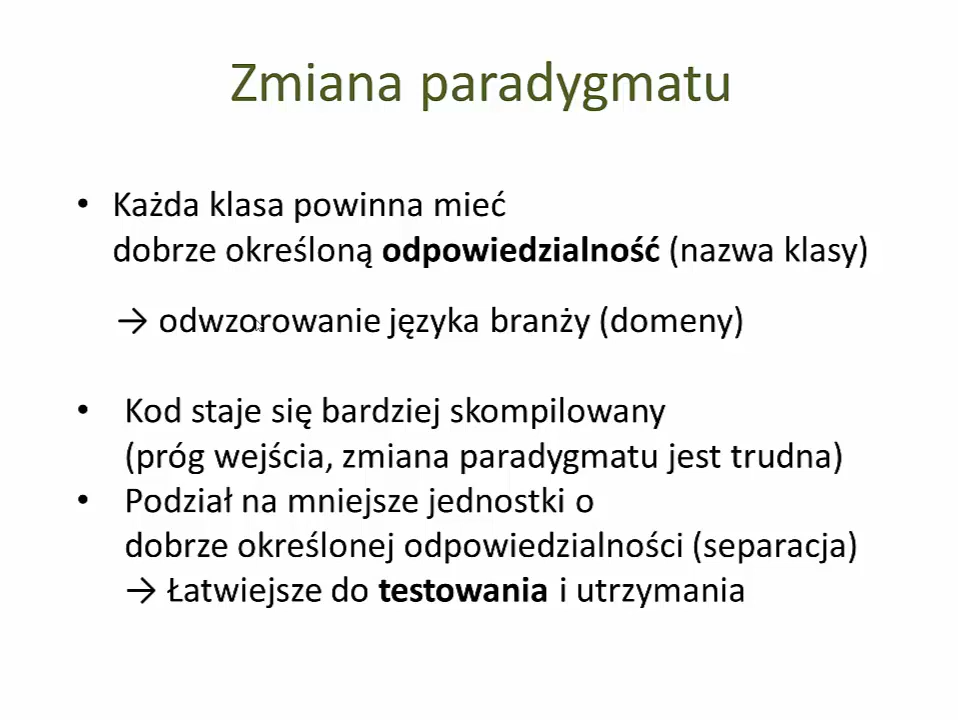 Zmiana paradygmatu
• Każda klasa powinna mieć
dobrze określoną odpowiedzialność (nazwa klasy)
→ odwzorowanie języka branży (domeny)
• Kod staje się bardziej skompilowany
(próg wejścia, zmiana paradygmatu jest trudna)
• Podział na mniejsze jednostki o
dobrze określonej odpowiedzialności (separacja)
→ Łatwiejsze do testowania i utrzymania